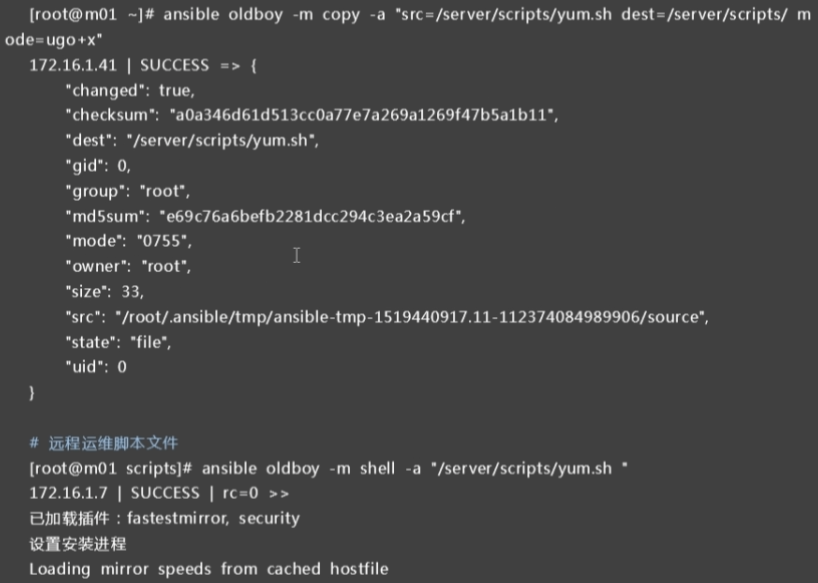 [root@m01 ~]# ansible oldboy -m copy -a "src=/server/scripts/yum.sh dest=/server/scripts/ m
ode=ugo+x"
172.16.1.41 | SUCCESS => {
"changed": true,
"checksum": "a0a346d61d513cc0a77e7a269a1269f47b5a1b11",
"dest": "/server/scripts/yum.sh",
"gid": 0,
"group": "root",
"md5sum": "e69c76a6befb2281dcc294c3ea2a59cf",
"mode": "0755",
"owner": "root",
"size": 33,
"src": "/root/.ansible/tmp/ansible-tmp-1519440917.11-112374084989906/source",
"state": "file",
"uid": 0
}
# 远程运维脚本文件
[root@m01 scripts]# ansible oldboy -m shell -a "/server/scripts/yum.sh "
172.16.1.7 | SUCCESS | rc=0 >>
已加载插件：fastestmirror, security
设置安装进程
Loading mirror speeds from cached hostfile